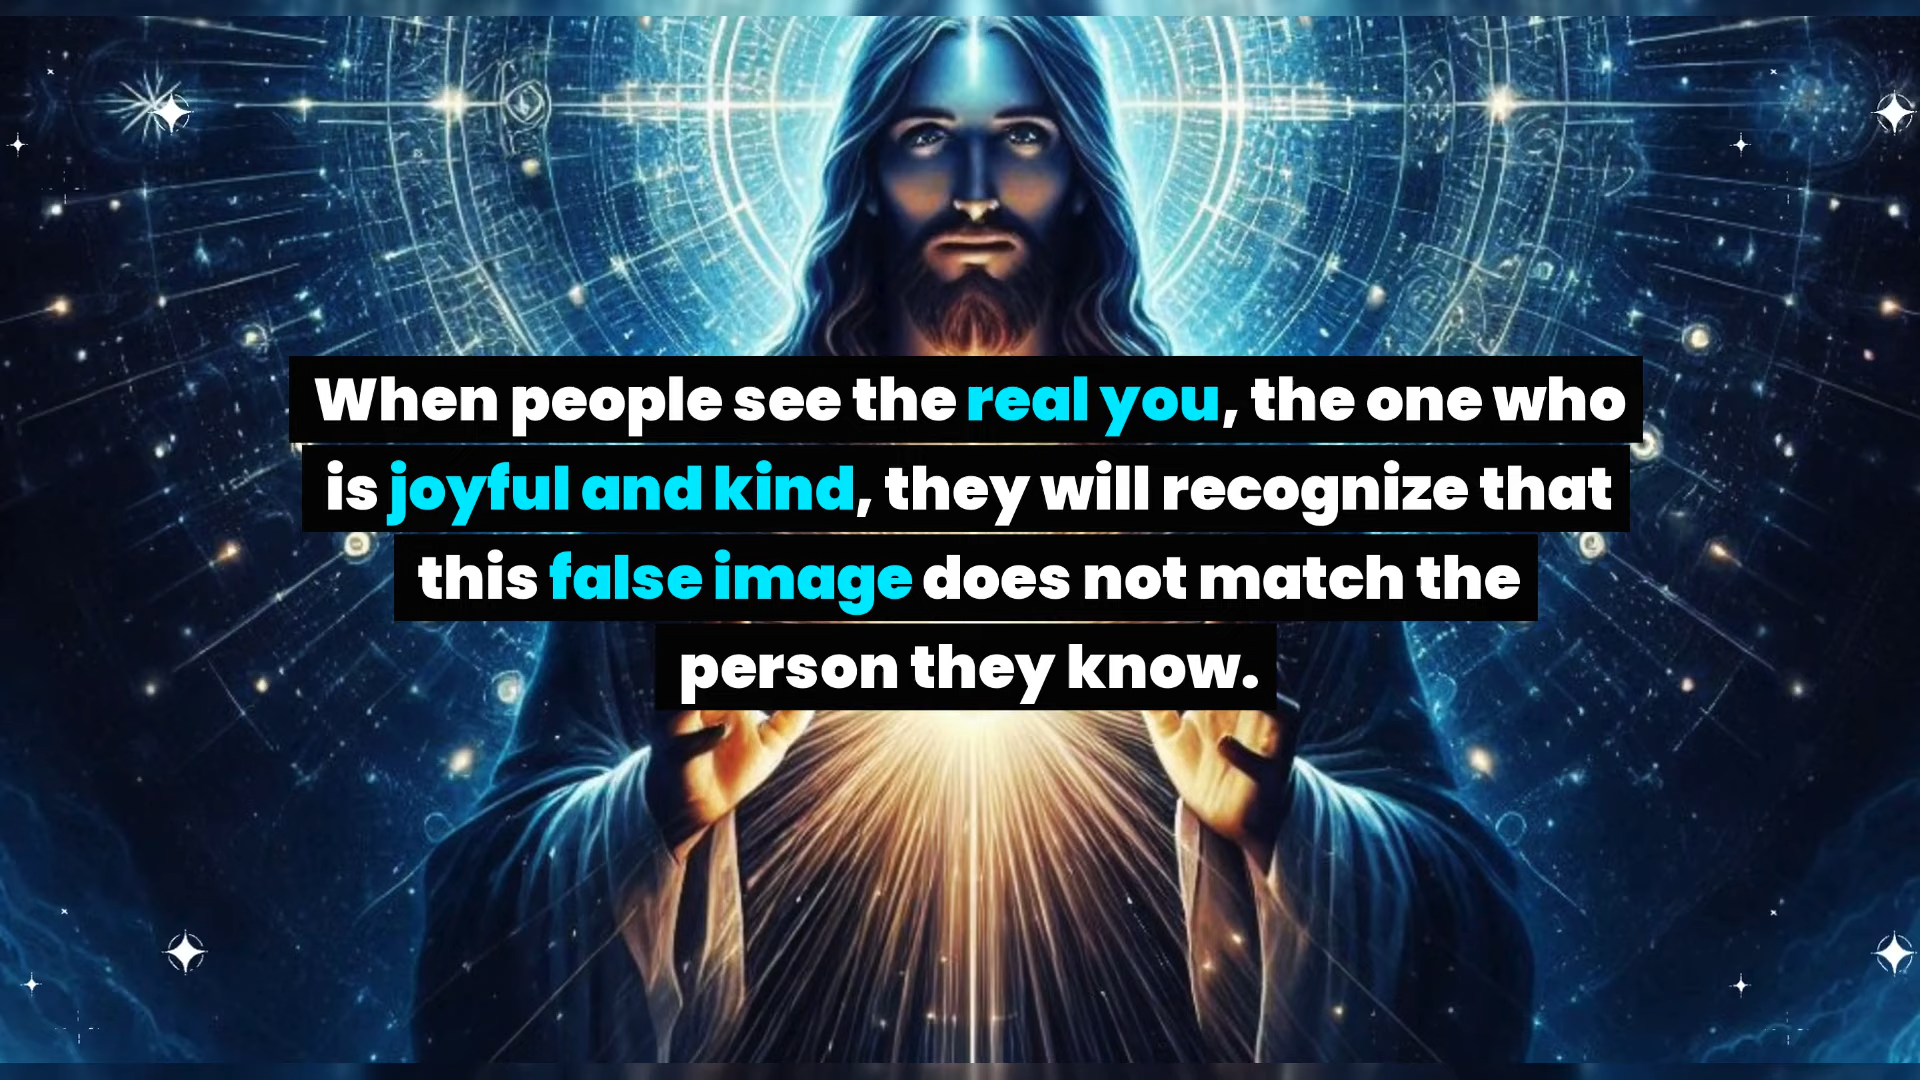 When people see the real you, the one who
is joyful and kind, they will recognize that
this false image does not match the
person they know.